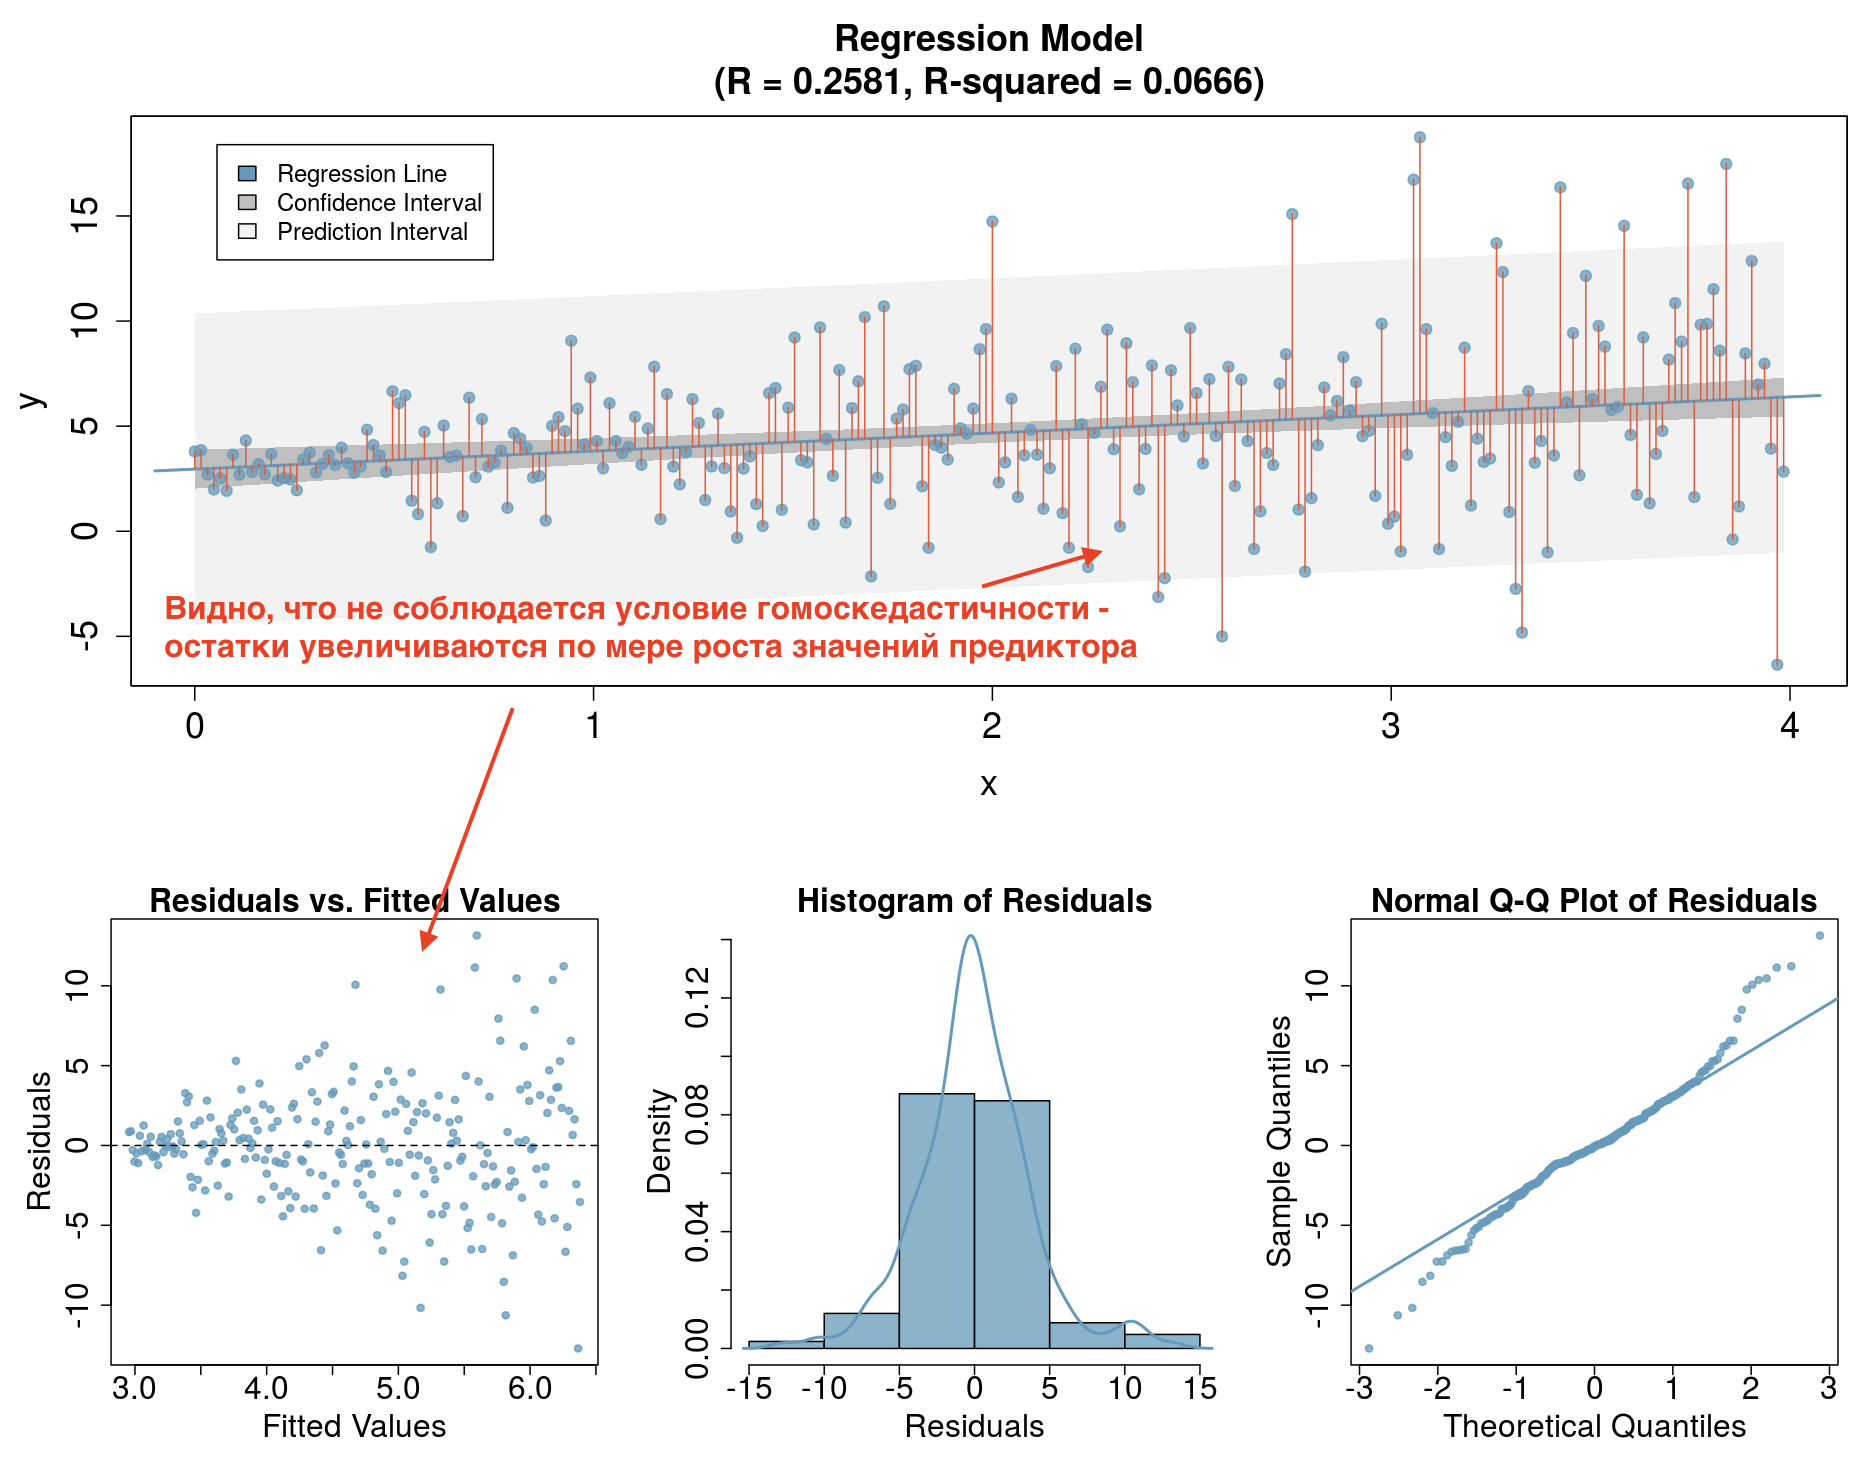 Regression Model
(R = 0.2581, R-squared = 0.0666)
Regression Line
Confidence Interval
Prediction Interval
y
15
10
5
0
-5
Видно, что не соблюдается условие гомоскедастичности -
остатки увеличиваются по мере роста значений предиктора
0 1 2 3 4
x
Residuals vs. Fitted Values
Residuals
10
5
0
-5
-10
3.0 4.0 5.0 6.0
Fitted Values
Histogram of Residuals
Density
0.12
0.08
0.04
0.00
-15 -10 -5 0 5 10 15
Residuals
Normal Q-Q Plot of Residuals
Sample Quantiles
10
5
0
-5
-10
-3 -2 -1 0 1 2 3
Theoretical Quantiles